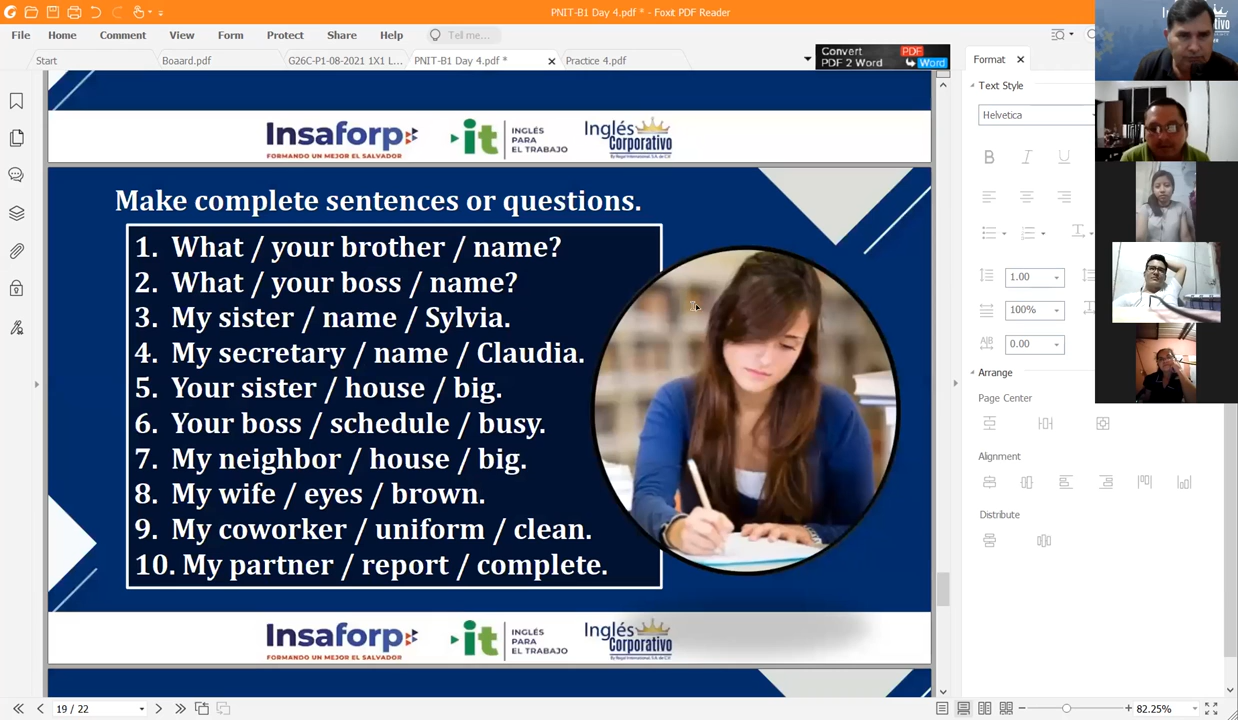 PNIT-B1 Day 4.pdf * - Foxit PDF Reader
File Home Comment View Form Protect Share Help Tell me...
Start Boaard.pdf G26C-P1-08-2021 1X1 L... PNIT-B1 Day 4.pdf * Practice 4.pdf
Convert PDF
PDF 2 Word Word
Format
Text Style
Helvetica
B I U
1.00
100%
0.00
Arrange
Page Center
Alignment
Distribute
Insaforp
FORMANDO UN MEJOR EL SALVADOR
it
INGLÉS
PARA
EL TRABAJO
Inglés
Corporativo
Make complete sentences or questions.
1. What / your brother / name?
2. What / your boss / name?
3. My sister / name / Sylvia.
4. My secretary / name / Claudia.
5. Your sister / house / big.
6. Your boss / schedule / busy.
7. My neighbor / house / big.
8. My wife / eyes / brown.
9. My coworker / uniform / clean.
10. My partner / report / complete.
Insaforp
FORMANDO UN MEJOR EL SALVADOR
it
INGLÉS
PARA
EL TRABAJO
Inglés
Corporativo
19 / 22
82.25%